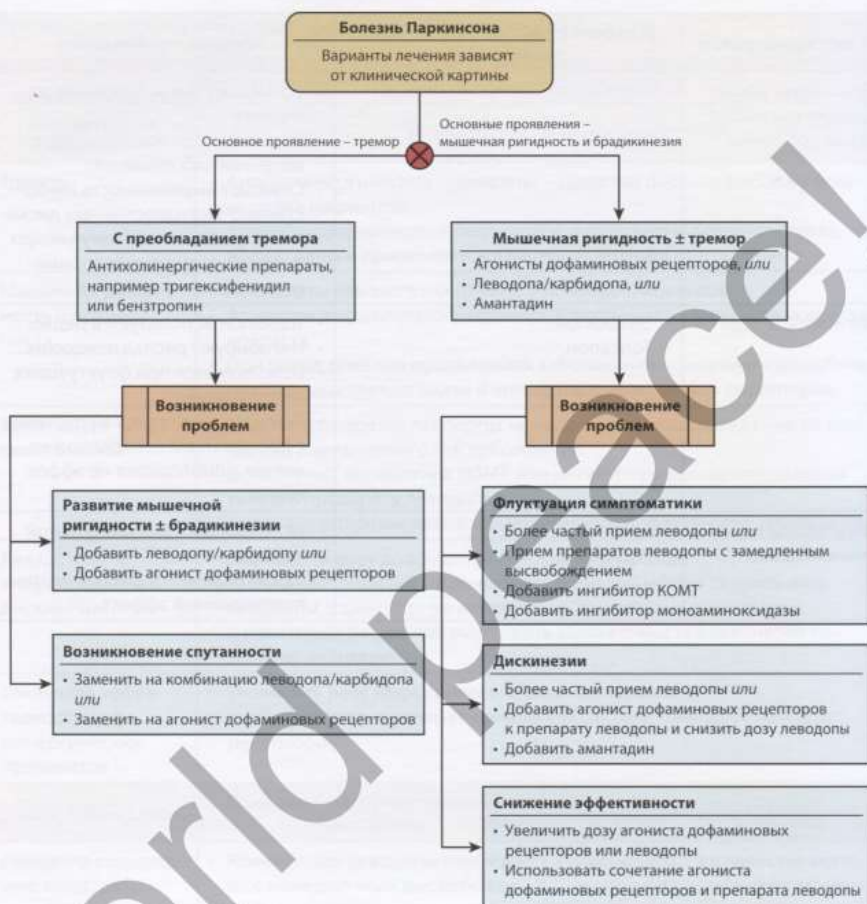 Болезнь Паркинсона
Варианты лечения зависят
от клинической картины
Основное проявление – тремор
Основные проявления –
мышечная ригидность и брадикинезия
С преобладанием тремора
Антихолинергические препараты,
например тригексифенидил
или бензтропин
Мышечная ригидность ± тремор
• Агонисты дофаминовых рецепторов, или
• Леводопа/карбидопа, или
• Амантадин
Возникновение
проблем
Возникновение
проблем
Развитие мышечной
ригидности ± брадикинезии
• Добавить леводопу/карбидопу или
• Добавить агонист дофаминовых рецепторов
Возникновение спутанности
• Заменить на комбинацию леводопа/карбидопа
или
• Заменить на агонист дофаминовых рецепторов
Флуктуация симптоматики
• Более частый прием леводопы или
• Прием препаратов леводопы с замедленным
высвобождением
• Добавить ингибитор КОМТ
• Добавить ингибитор моноаминоксидазы
Дискинезии
• Более частый прием леводопы или
• Добавить агонист дофаминовых рецепторов
к препарату леводопы и снизить дозу леводопы
• Добавить амантадин
Снижение эффективности
• Увеличить дозу агониста дофаминовых
рецепторов или леводопы
• Использовать сочетание агониста
дофаминовых рецепторов и препарата леводопы
world peace!